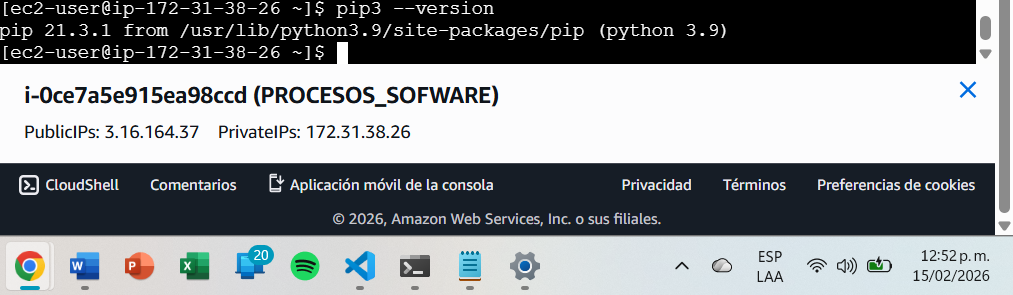 [ec2-user@ip-172-31-38-26 ~]$ pip3 --version
pip 21.3.1 from /usr/lib/python3.9/site-packages/pip (python 3.9)
[ec2-user@ip-172-31-38-26 ~]$
i-0ce7a5e915ea98ccd (PROCESOS_SOFWARE)
PublicIPs: 3.16.164.37 PrivateIPs: 172.31.38.26
CloudShell Comentarios Aplicación móvil de la consola Privacidad Términos Preferencias de cookies
© 2026, Amazon Web Services, Inc. o sus filiales.
20
ESP
LAA
12:52 p. m.
15/02/2026